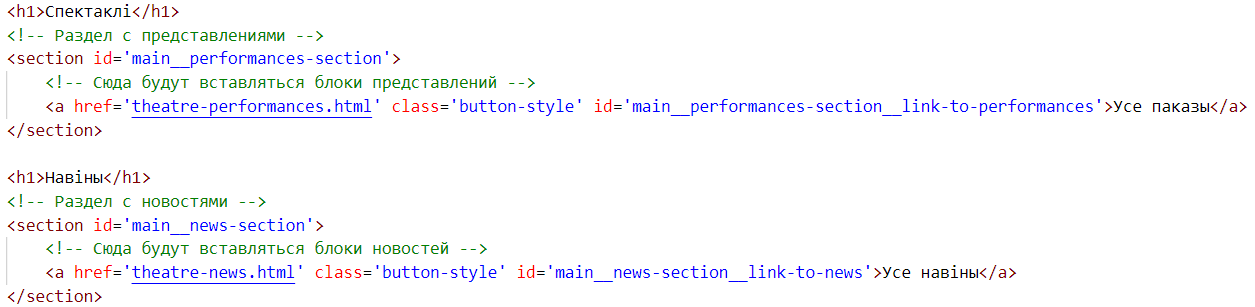 <h1>Спектаклі</h1>
<!-- Раздел с представлениями -->
<section id='main__performances-section'>
<!-- Сюда будут вставляться блоки представлений -->
<a href='theatre-performances.html' class='button-style' id='main__performances-section__link-to-performances'>Усе паказы</a>
</section>
<h1>Навіны</h1>
<!-- Раздел с новостями -->
<section id='main__news-section'>
<!-- Сюда будут вставляться блоки новостей -->
<a href='theatre-news.html' class='button-style' id='main__news-section__link-to-news'>Усе навіны</a>
</section>